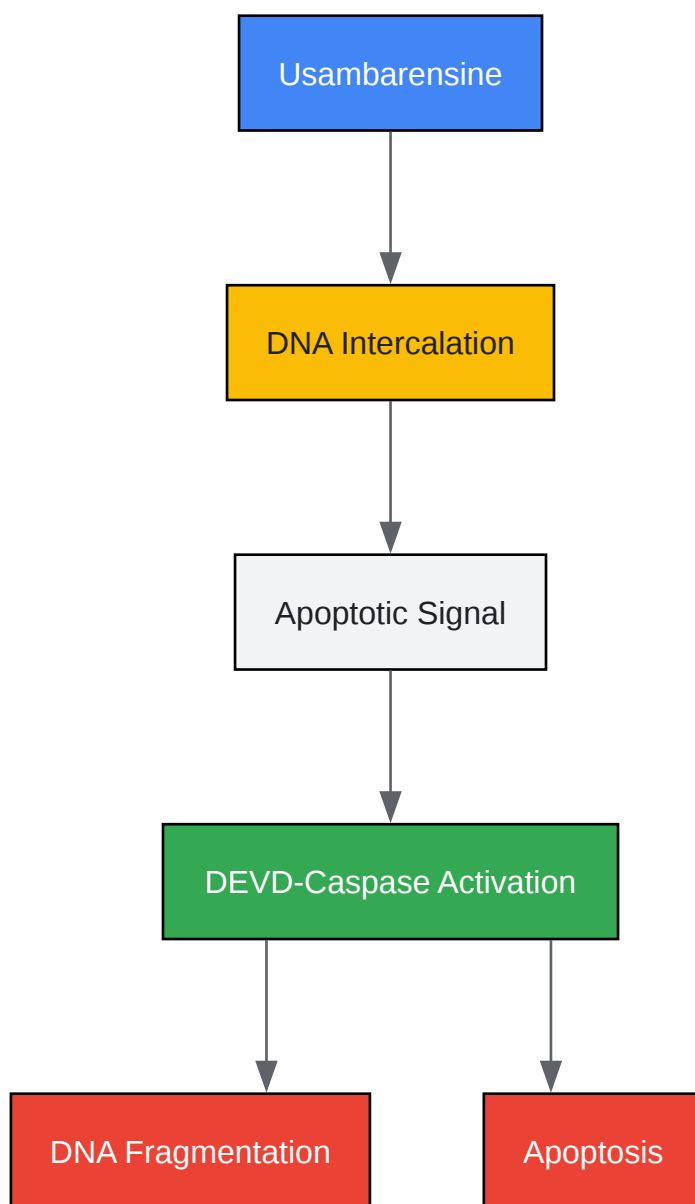 Usambarensine
DNA Intercalation
Apoptotic Signal
DEVD-Caspase Activation
DNA Fragmentation
Apoptosis